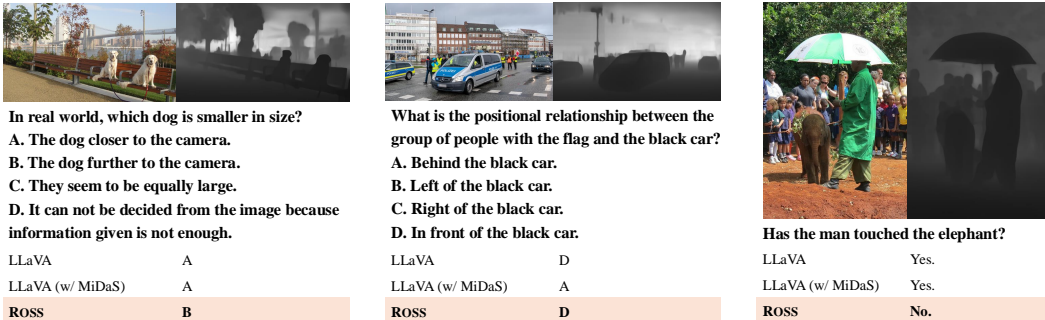 In real world, which dog is smaller in size?
A. The dog closer to the camera.
B. The dog further to the camera.
C. They seem to be equally large.
D. It can not be decided from the image because
information given is not enough.
LLaVA A
LLaVA (w/ MiDaS) A
ROSS B
What is the positional relationship between the
group of people with the flag and the black car?
A. Behind the black car.
B. Left of the black car.
C. Right of the black car.
D. In front of the black car.
LLaVA D
LLaVA (w/ MiDaS) A
ROSS D
Has the man touched the elephant?
LLaVA Yes.
LLaVA (w/ MiDaS) Yes.
ROSS No.